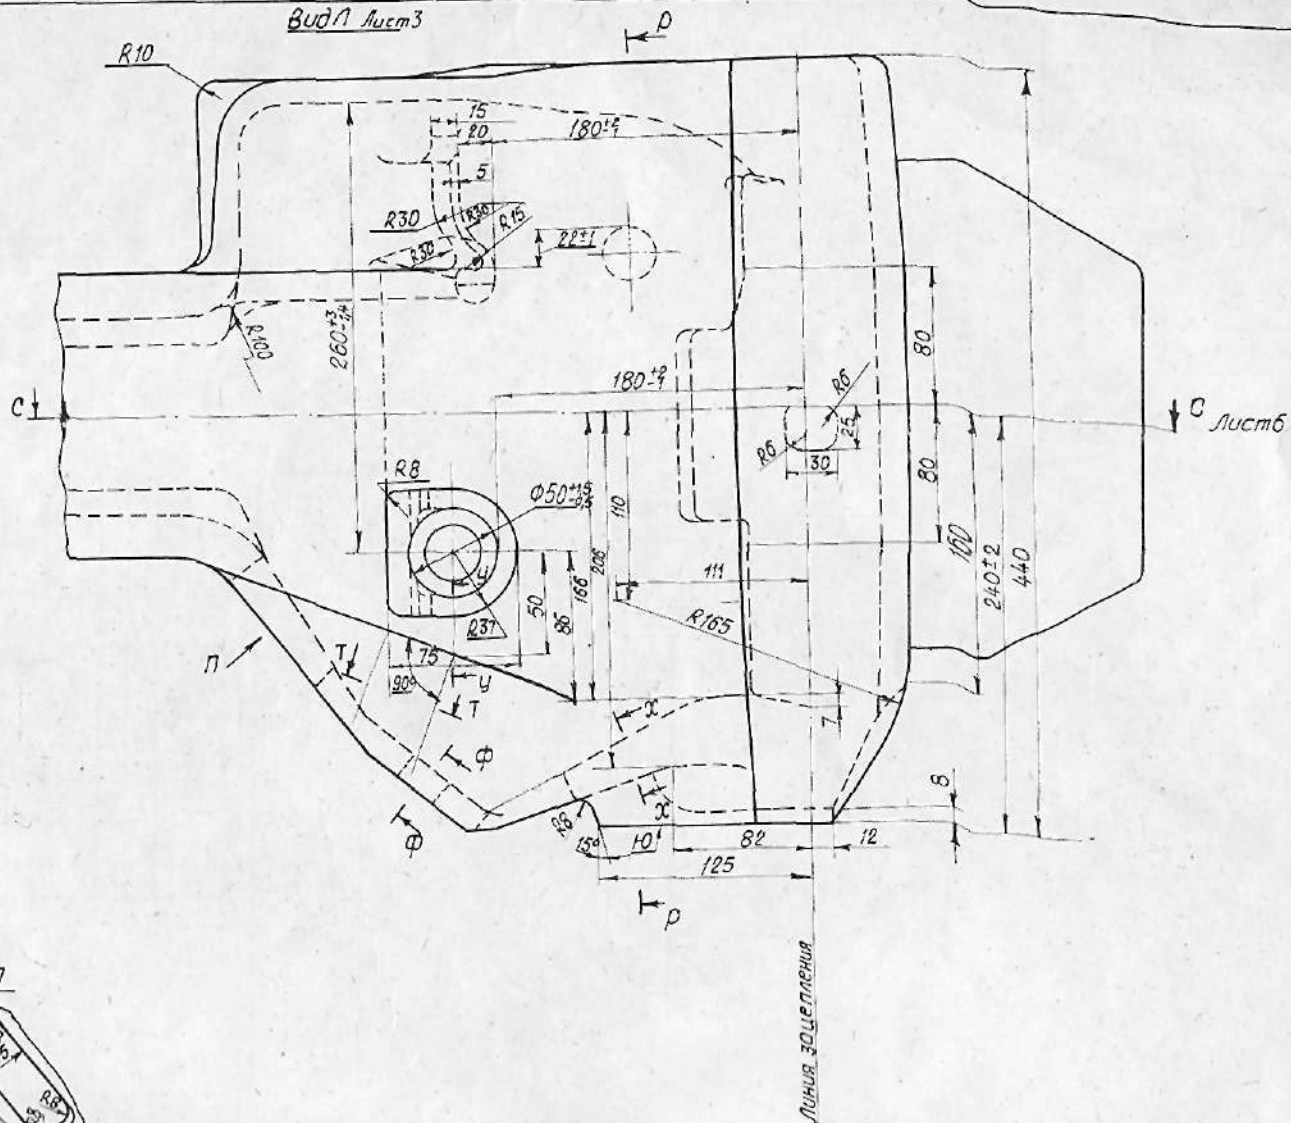 Вид Л Лист3
Р
R10
15
20
180
5
R30
R30
R15
R30
22±1
R100
80
180
R6
С
С
Лист6
25
R6
30
R8
110
80
160
206
166
240±2
440
111
У
50
86
R37
R165
П
Т
75
90°
У
Т
Х
7
Ф
8
Х
R8
15°
Ю
82
12
Ф
125
Р
Линия зацепления
R8